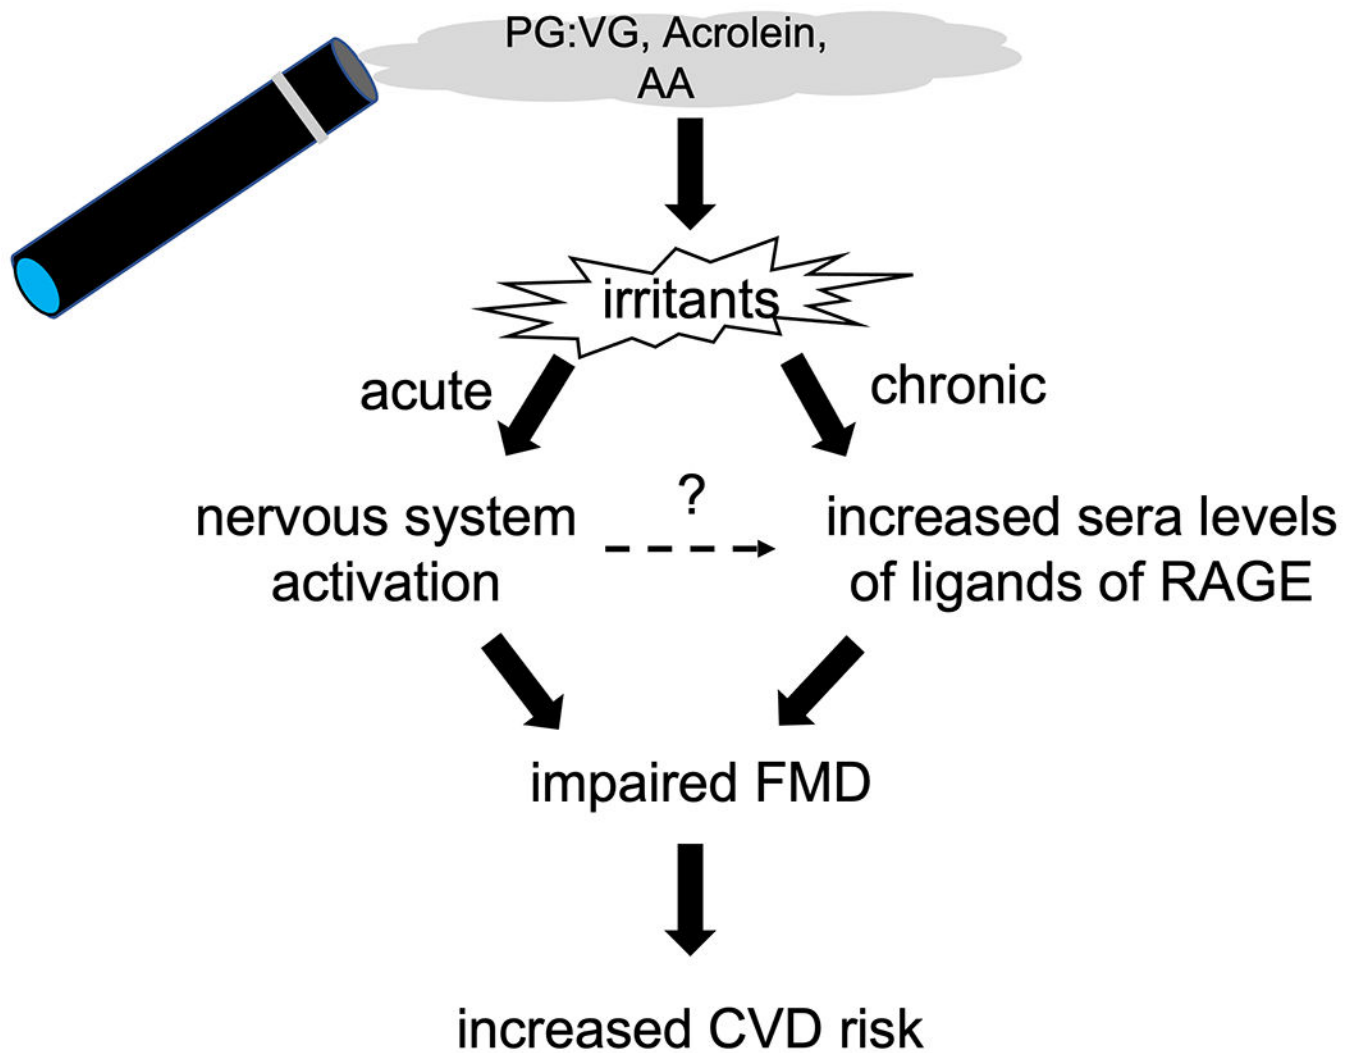 PG:VG, Acrolein,
AA
irritants
acute
chronic
nervous system
activation
?
increased sera levels
of ligands of RAGE
impaired FMD
increased CVD risk